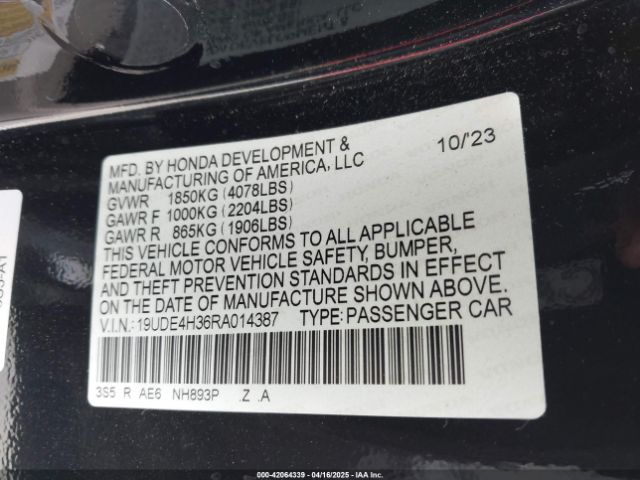 MFD. BY HONDA DEVELOPMENT & 10/'23
MANUFACTURING OF AMERICA, LLC
GVWR 1850KG (4078LBS)
GAWR F 1000KG (2204LBS)
GAWR R 865KG (1906LBS)
THIS VEHICLE CONFORMS TO ALL APPLICABLE
FEDERAL MOTOR VEHICLE SAFETY, BUMPER,
AND THEFT PREVENTION STANDARDS IN EFFECT
ON THE DATE OF MANUFACTURE SHOWN ABOVE.
V.I.N.:19UDE4H36RA014387 TYPE:PASSENGER CAR
3S5 R AE6 NH893P .Z .A
000-42064339 - 04/16/2025 - IAA Inc.